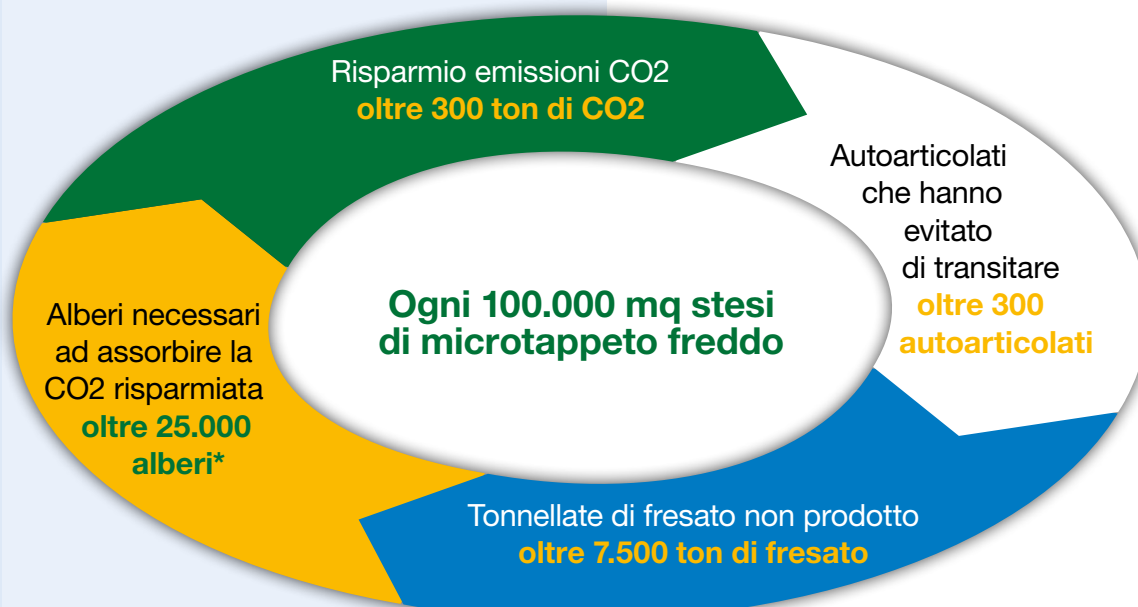 Risparmio emissioni CO2
oltre 300 ton di CO2
Autoarticolati
che hanno
evitato
di transitare
oltre 300
autoarticolati
Ogni 100.000 mq stesi
di microtappeto freddo
Alberi necessari
ad assorbire la
CO2 risparmiata
oltre 25.000
alberi*
Tonnellate di fresato non prodotto
oltre 7.500 ton di fresato